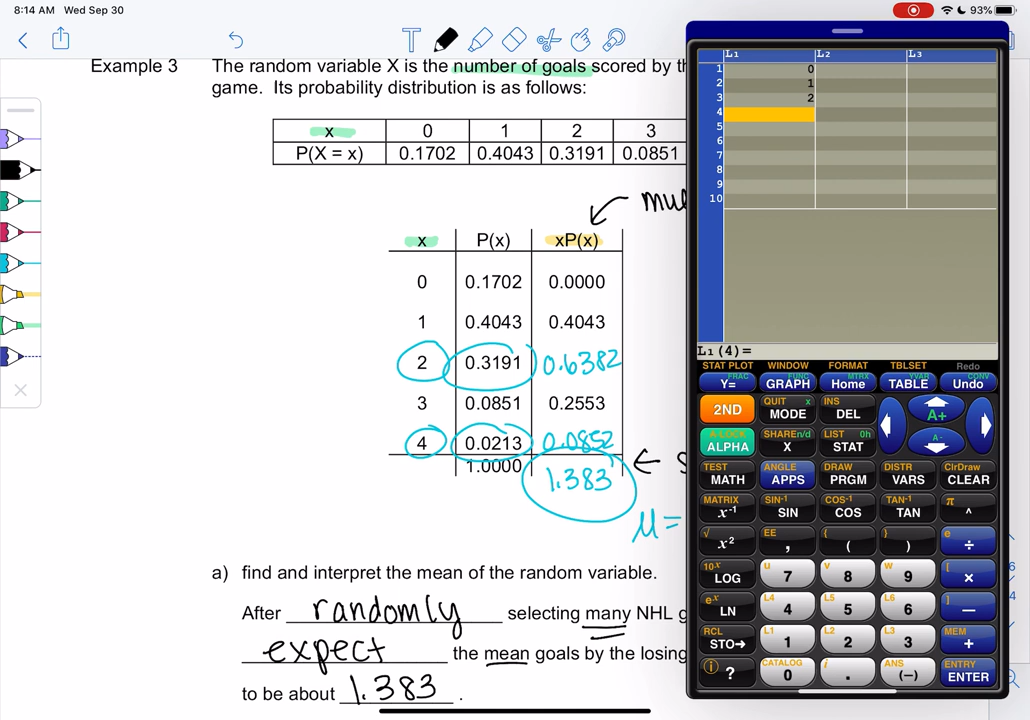 8:14 AM Wed Sep 30
93%
Example 3 The random variable X is the number of goals scored by th
game. Its probability distribution is as follows:
x 0 1 2 3
P(X = x) 0.1702 0.4043 0.3191 0.0851
mul
x P(x) xP(x)
0 0.1702 0.0000
1 0.4043 0.4043
2 0.3191 0.6382
3 0.0851 0.2553
4 0.0213 0.0852
1.0000 1.383
← S
μ=
a) find and interpret the mean of the random variable.
After randomly selecting many NHL g
expect the mean goals by the losing
to be about 1.383 .
L1 L2 L3
1 0
2 1
3 2
4
5
6
7
8
9
10
L1 (4)=
STAT PLOT WINDOW FORMAT TBLSET Redo
FRAC FUNC MTRX YVAR CONV
Y= GRAPH Home TABLE Undo
QUIT x INS A+
2ND MODE DEL
A-LOCK SHARE n/d LIST 0h A-
ALPHA X STAT
TEST ANGLE DRAW DISTR ClrDraw
MATH APPS PRGM VARS CLEAR
MATRIX SIN-1 COS-1 TAN-1 π
x-1 SIN COS TAN ^
√ EE { } e
x2 , ( ) ÷
10x u v w [
LOG 7 8 9 ×
ex L4 L5 L6 ]
LN 4 5 6 —
RCL L1 L2 L3 MEM
STO→ 1 2 3 +
CATALOG i ANS ENTRY
? 0 . (−) ENTER